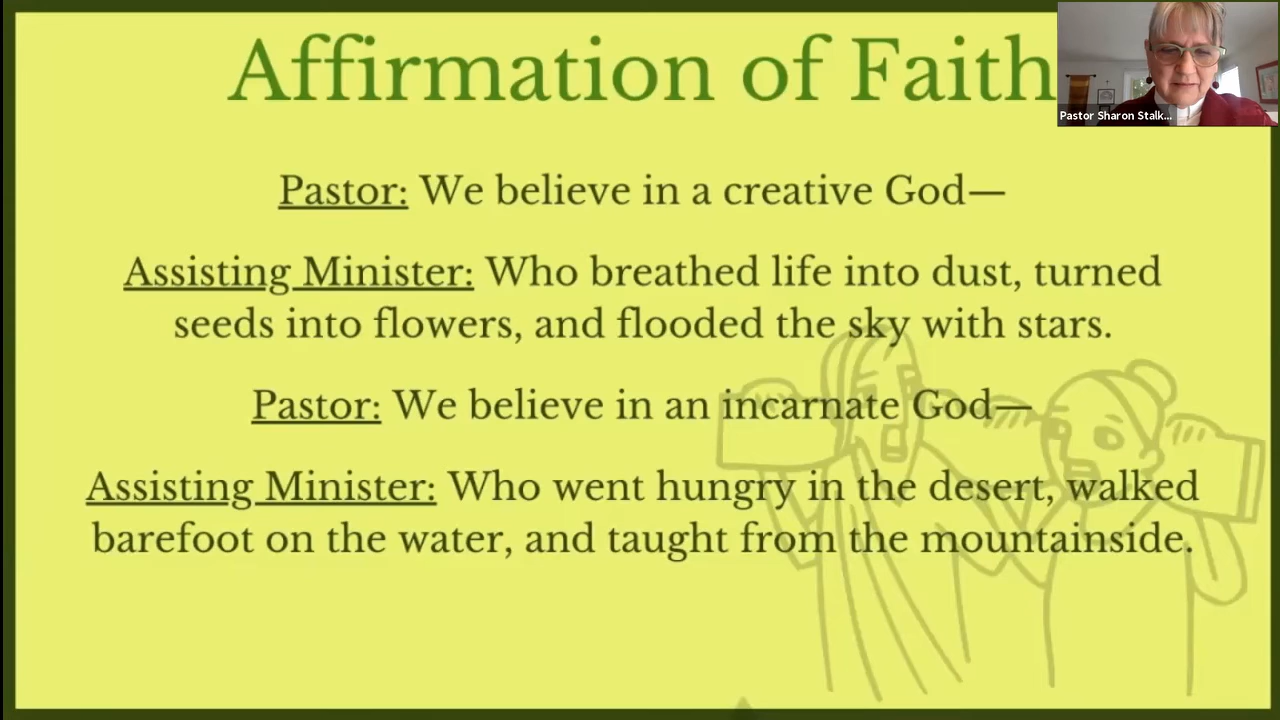 Affirmation of Faith
Pastor Sharon Stalk...
Pastor: We believe in a creative God—
Assisting Minister: Who breathed life into dust, turned
seeds into flowers, and flooded the sky with stars.
Pastor: We believe in an incarnate God—
Assisting Minister: Who went hungry in the desert, walked
barefoot on the water, and taught from the mountainside.